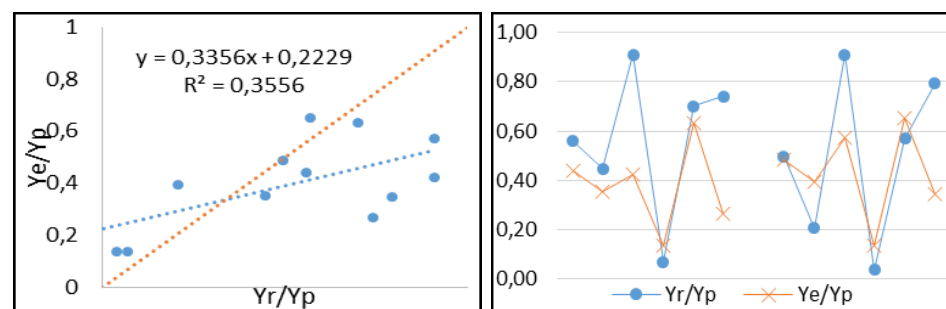 1
0,8
0,6
0,4
0,2
0
Ye/Yp
y = 0,3356x + 0,2229
R² = 0,3556
Yr/Yp
1,00
0,80
0,60
0,40
0,20
0,00
Yr/Yp Ye/Yp